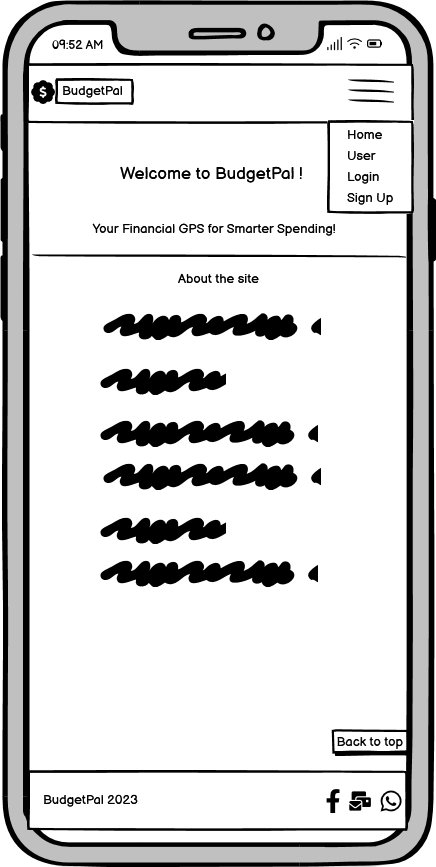 09:52 AM
$
BudgetPal
Home
User
Login
Sign Up
Welcome to BudgetPal !
Your Financial GPS for Smarter Spending!
About the site
Back to top
BudgetPal 2023